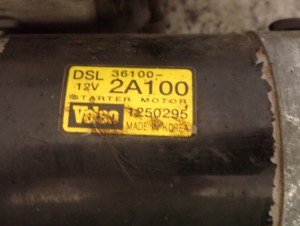 DSL 36100-
12V 2A100
STARTER MOTOR
Valeo 1250295
MADE IN KOREA